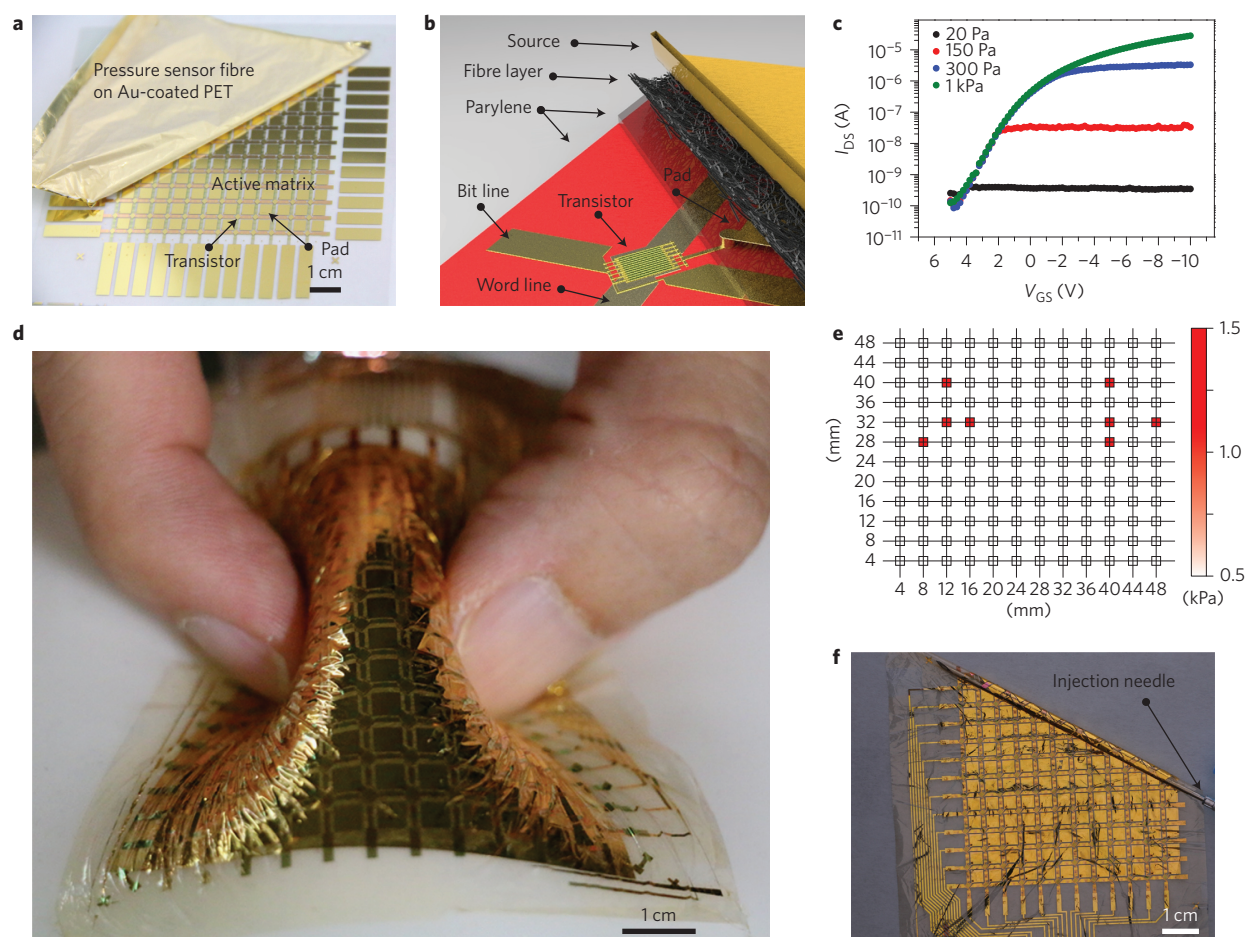 a
Pressure sensor fibre
on Au-coated PET
Active matrix
Transistor
Pad
1 cm
b
Source
Fibre layer
Parylene
Pad
Bit line
Transistor
Word line
c
20 Pa
150 Pa
300 Pa
1 kPa
10⁻⁵
10⁻⁶
10⁻⁷
10⁻⁸
10⁻⁹
10⁻¹⁰
10⁻¹¹
I_DS (A)
6 4 2 0 −2 −4 −6 −8 −10
V_GS (V)
d
1 cm
e
48
44
40
36
32
28
24
20
16
12
8
4
(mm)
4 8 12 16 20 24 28 32 36 40 44 48
(mm)
1.5
1.0
0.5
(kPa)
f
Injection needle
1 cm